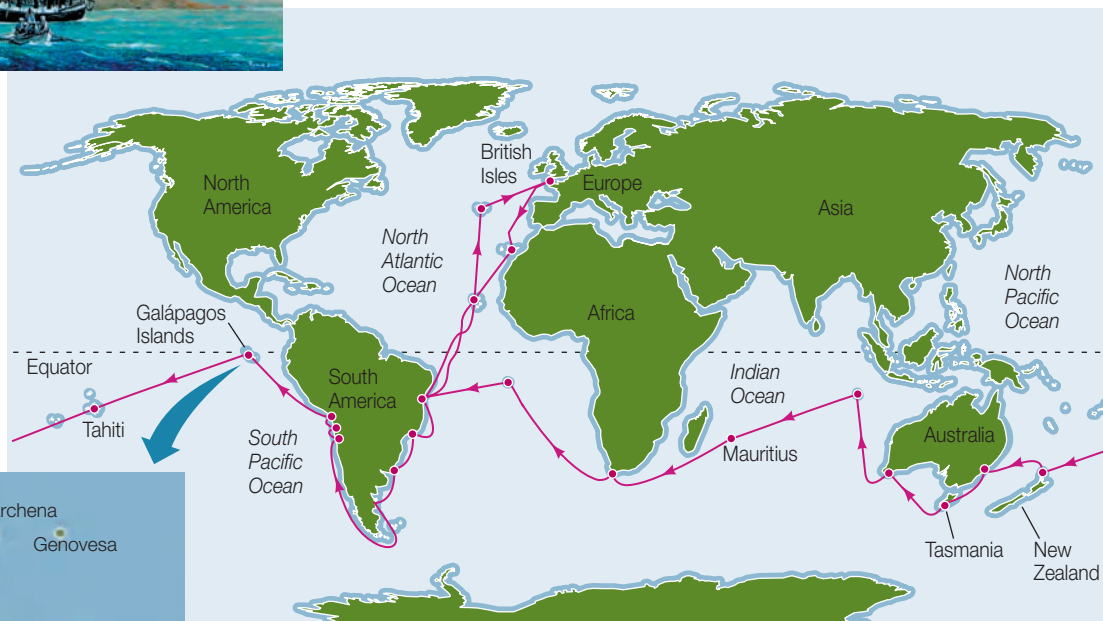 British
Isles
Europe
North
America
Asia
North
Atlantic
Ocean
North
Pacific
Ocean
Galápagos
Islands
Africa
Equator
South
America
Indian
Ocean
Tahiti
South
Pacific
Ocean
Mauritius
Australia
Tasmania
New
Zealand
rchena
Genovesa